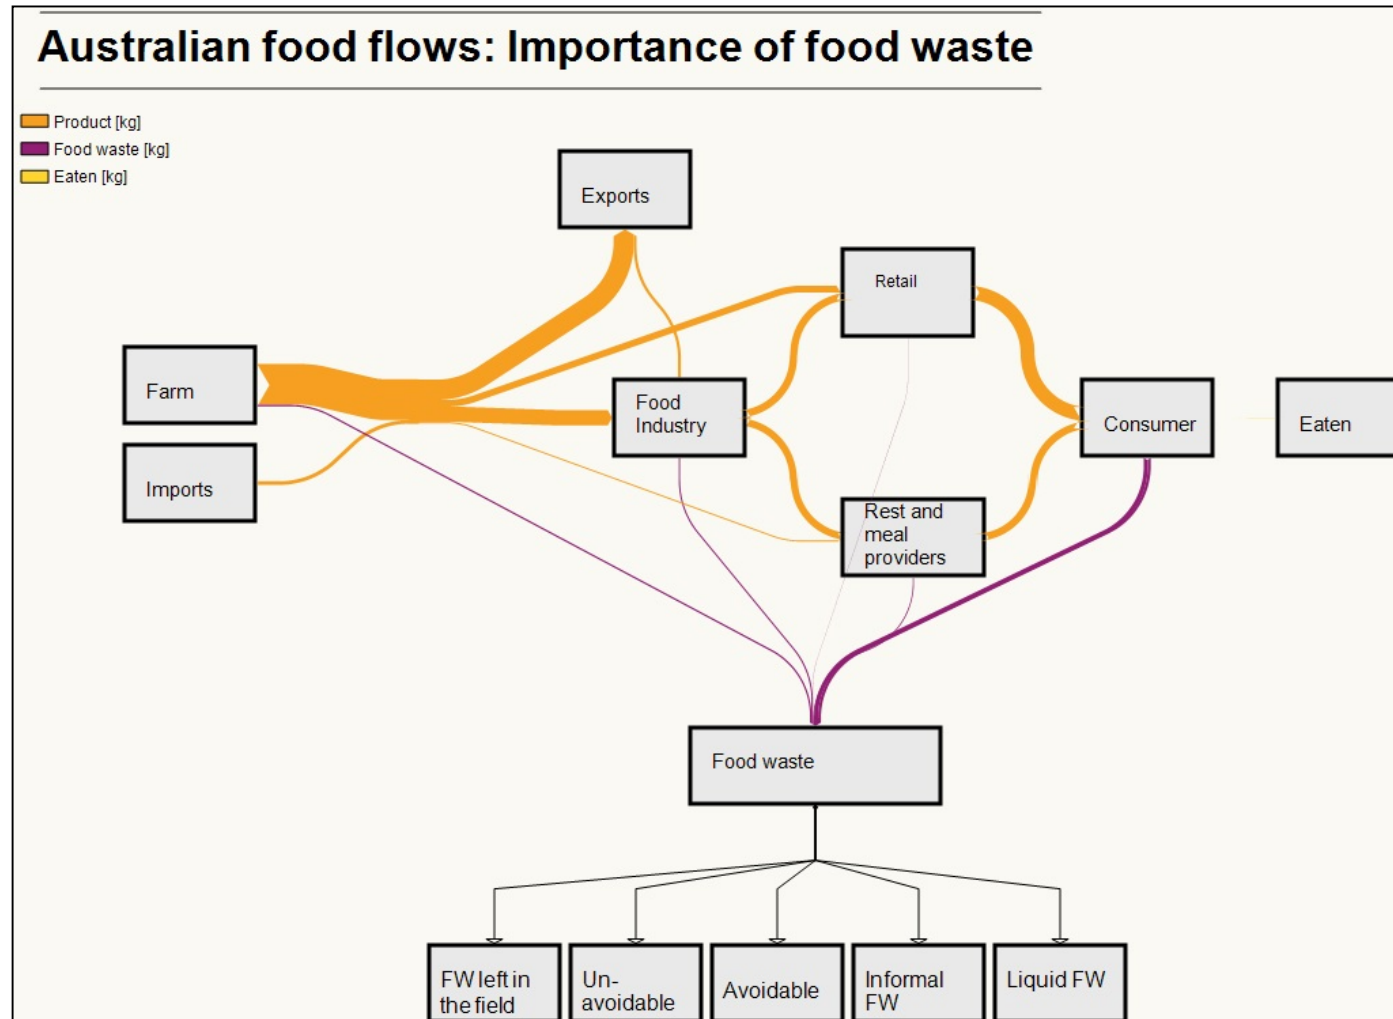 Australian food flows: Importance of food waste
Product [kg]
Food waste [kg]
Eaten [kg]
Exports
Retail
Farm
Food
Industry
Consumer
Eaten
Imports
Rest and
meal
providers
Food waste
FW left in
the field
Un-
avoidable
Avoidable
Informal
FW
Liquid FW